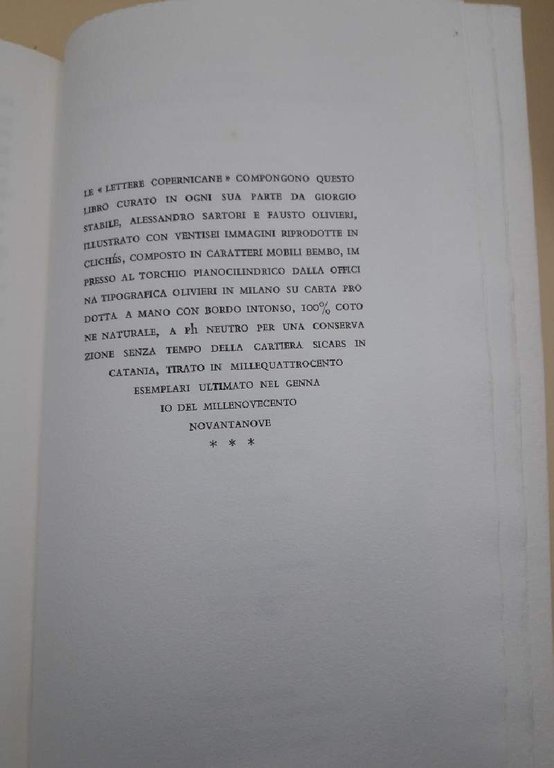 LE « LETTERE COPERNICANE » COMPONGONO QUESTO
LIBRO CURATO IN OGNI SUA PARTE DA GIORGIO
STABILE, ALESSANDRO SARTORI E FAUSTO OLIVIERI,
ILLUSTRATO CON VENTISEI IMMAGINI RIPRODOTTE IN
CLICHÉS, COMPOSTO IN CARATTERI MOBILI BEMBO, IM
PRESSO AL TORCHIO PIANOCILINDRICO DALLA OFFICI
NA TIPOGRAFICA OLIVIERI IN MILANO SU CARTA PRO
DOTTA A MANO CON BORDO INTONSO, 100% COTO
NE NATURALE, A Ph NEUTRO PER UNA CONSERVA
ZIONE SENZA TEMPO DELLA CARTIERA SICARS IN
CATANIA, TIRATO IN MILLEQUATTROCENTO
ESEMPLARI ULTIMATO NEL GENNA
IO DEL MILLENOVECENTO
NOVANTANOVE
* * *